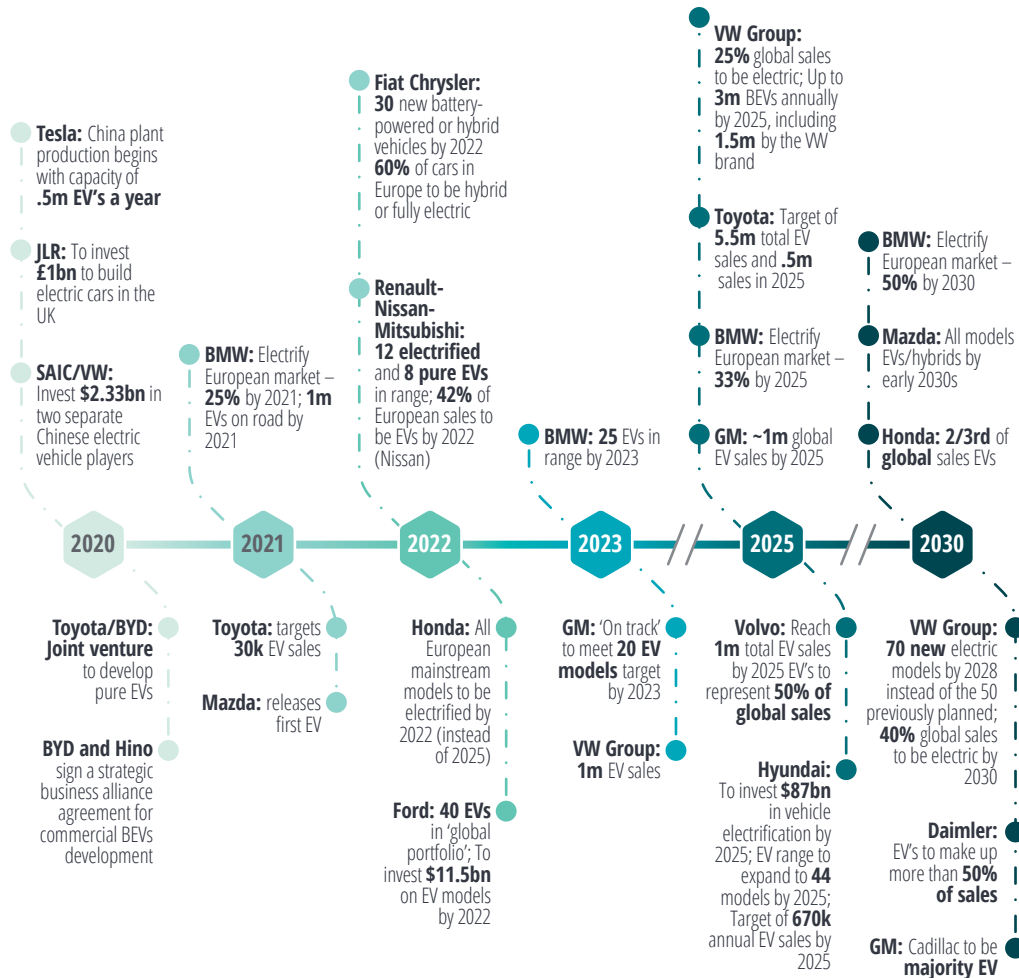 Tesla: China plant
production begins
with capacity of
.5m EV's a year
JLR: To invest
£1bn to build
electric cars in the
UK
SAIC/VW:
Invest $2.33bn in
two separate
Chinese electric
vehicle players
BMW: Electrify
European market –
25% by 2021; 1m
EVs on road by
2021
Fiat Chrysler:
30 new battery-
powered or hybrid
vehicles by 2022
60% of cars in
Europe to be hybrid
or fully electric
Renault-
Nissan-
Mitsubishi:
12 electrified
and 8 pure EVs
in range; 42% of
European sales to
be EVs by 2022
(Nissan)
BMW: 25 EVs in
range by 2023
VW Group:
25% global sales
to be electric; Up to
3m BEVs annually
by 2025, including
1.5m by the VW
brand
Toyota: Target of
5.5m total EV
sales and .5m
sales in 2025
BMW: Electrify
European market –
33% by 2025
GM: ~1m global
EV sales by 2025
BMW: Electrify
European market –
50% by 2030
Mazda: All models
EVs/hybrids by
early 2030s
Honda: 2/3rd of
global sales EVs
2020
2021
2022
2023
2025
2030
Toyota/BYD:
Joint venture
to develop
pure EVs
BYD and Hino
sign a strategic
business alliance
agreement for
commercial BEVs
development
Toyota: targets
30k EV sales
Mazda: releases
first EV
Honda: All
European
mainstream
models to be
electrified by
2022 (instead
of 2025)
Ford: 40 EVs
in ‘global
portfolio’; To
invest $11.5bn
on EV models
by 2022
GM: ‘On track’
to meet 20 EV
models target
by 2023
VW Group:
1m EV sales
Volvo: Reach
1m total EV sales
by 2025 EV's to
represent 50% of
global sales
Hyundai:
To invest $87bn
in vehicle
electrification by
2025; EV range to
expand to 44
models by 2025;
Target of 670k
annual EV sales by
2025
VW Group:
70 new electric
models by 2028
instead of the 50
previously planned;
40% global sales
to be electric by
2030
Daimler:
EV's to make up
more than 50%
of sales
GM: Cadillac to be
majority EV